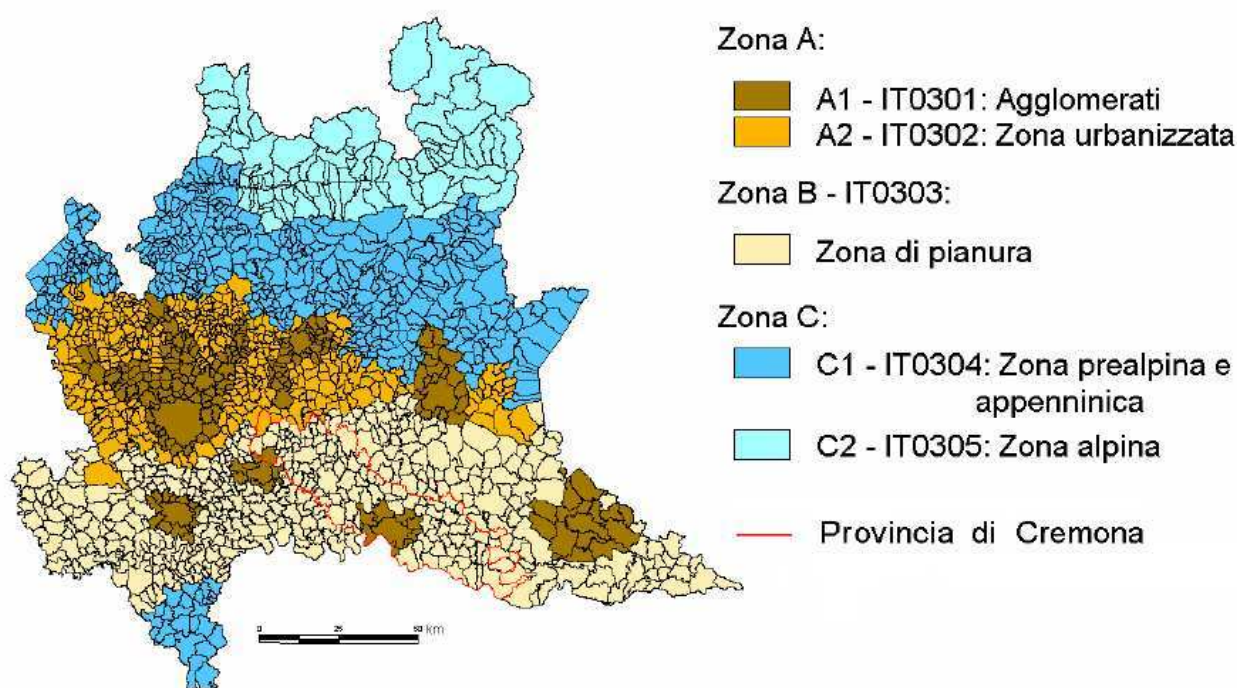 Zona A:
A1 - IT0301: Agglomerati
A2 - IT0302: Zona urbanizzata
Zona B - IT0303:
Zona di pianura
Zona C:
C1 - IT0304: Zona prealpina e
appenninica
C2 - IT0305: Zona alpina
Provincia di Cremona
0 25 50 km